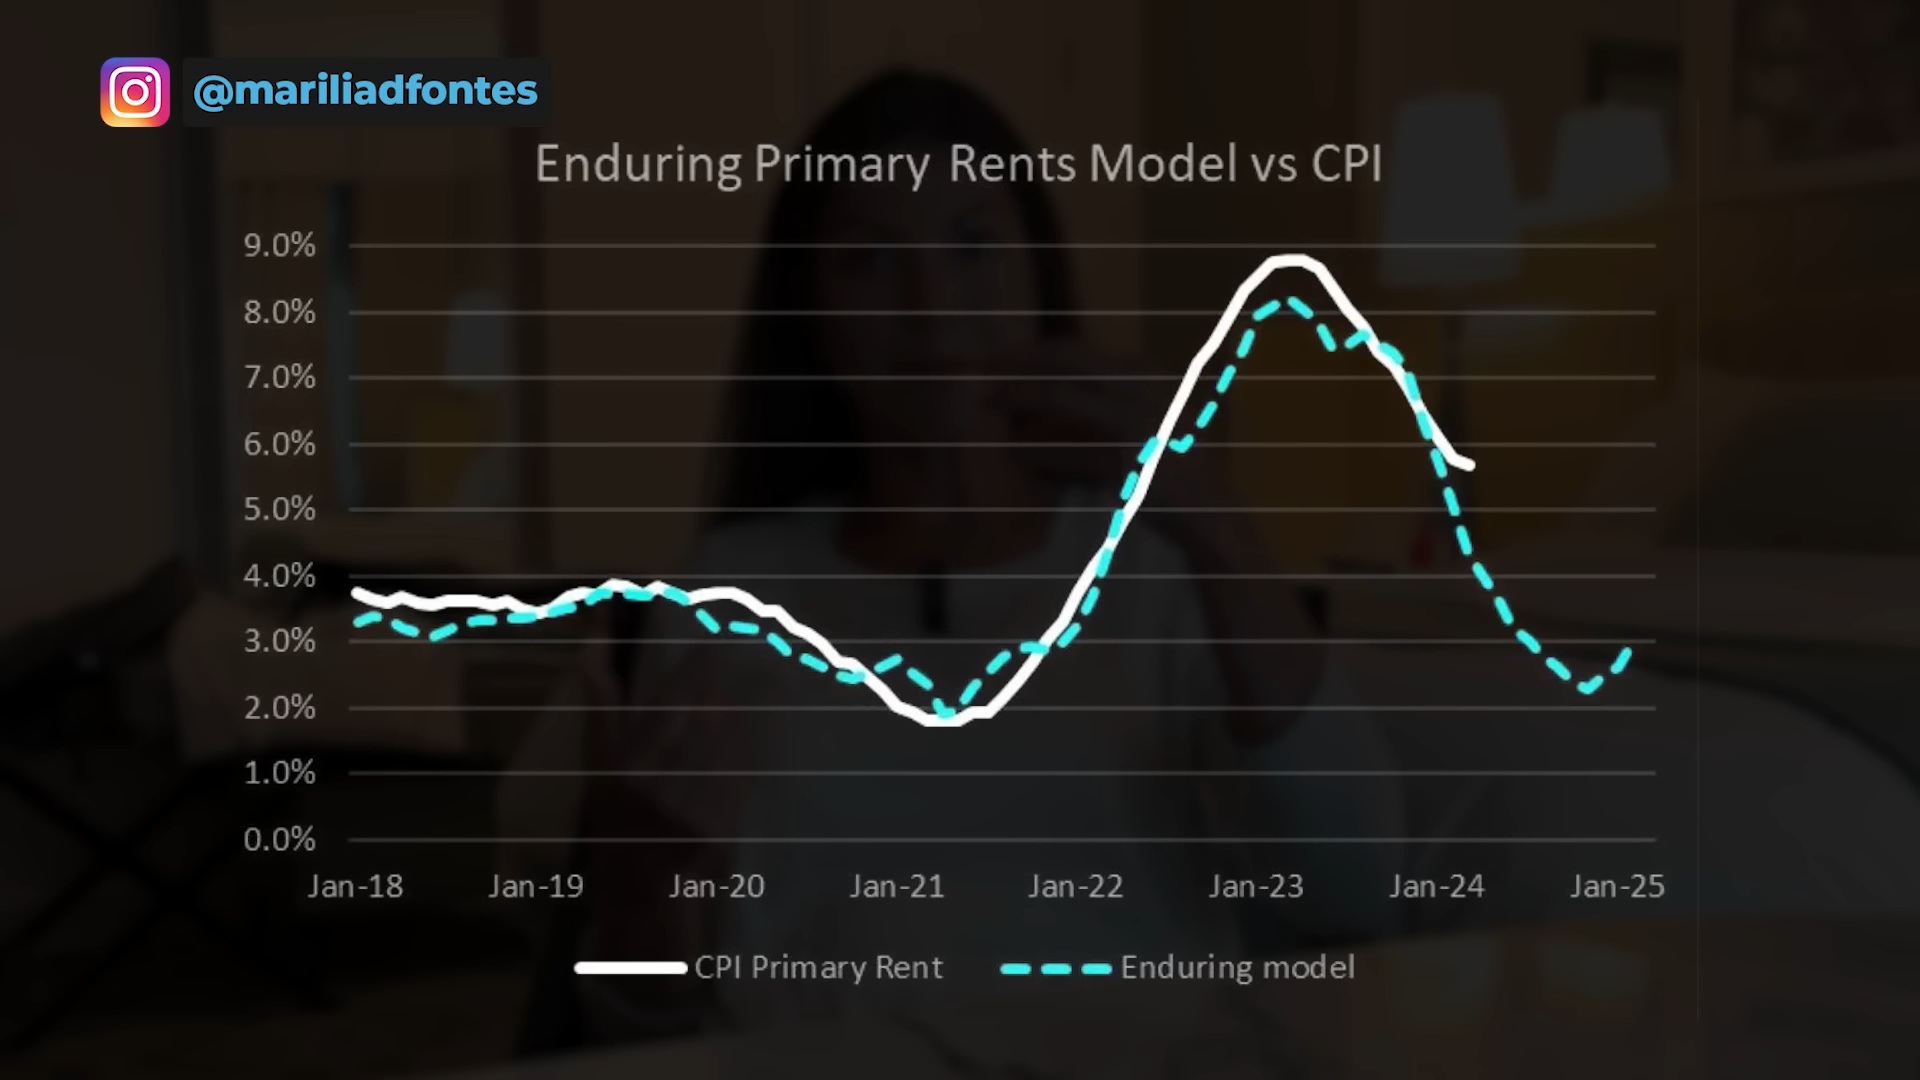 @mariliadfontes
Enduring Primary Rents Model vs CPI
9.0%
8.0%
7.0%
6.0%
5.0%
4.0%
3.0%
2.0%
1.0%
0.0%
Jan-18 Jan-19 Jan-20 Jan-21 Jan-22 Jan-23 Jan-24 Jan-25
CPI Primary Rent Enduring model